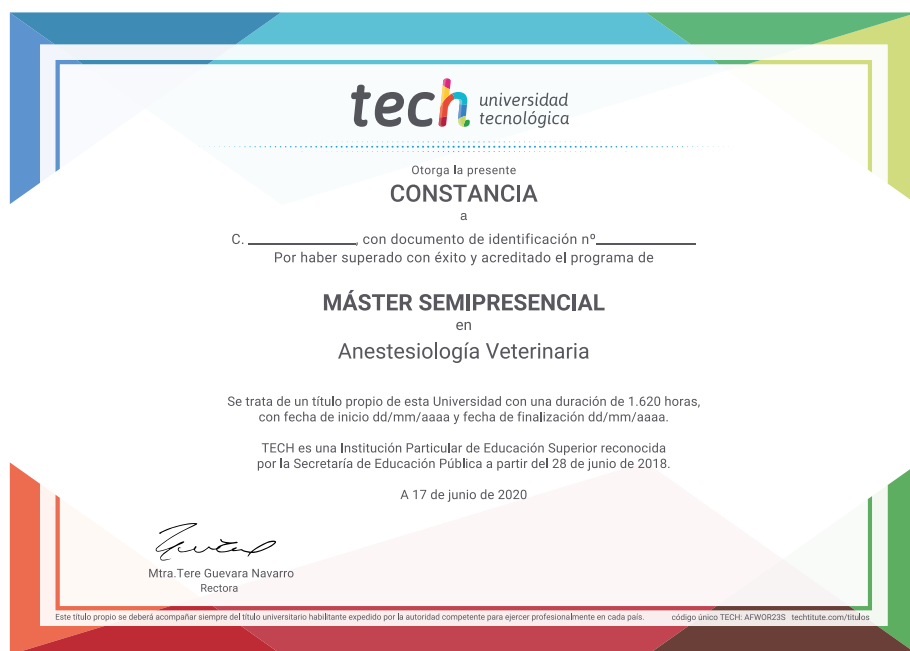 tech universidad
tecnológica
Otorga la presente
CONSTANCIA
a
C. ____________, con documento de identificación nº____________
Por haber superado con éxito y acreditado el programa de
MÁSTER SEMIPRESENCIAL
en
Anestesiología Veterinaria
Se trata de un título propio de esta Universidad con una duración de 1.620 horas,
con fecha de inicio dd/mm/aaaa y fecha de finalización dd/mm/aaaa.
TECH es una Institución Particular de Educación Superior reconocida
por la Secretaría de Educación Pública a partir del 28 de junio de 2018.
A 17 de junio de 2020
Mtra.Tere Guevara Navarro
Rectora
Este título propio se deberá acompañar siempre del título universitario habilitante expedido por la autoridad competente para ejercer profesionalmente en cada país. código único TECH: AFWOR23S techtitute.com/titulos